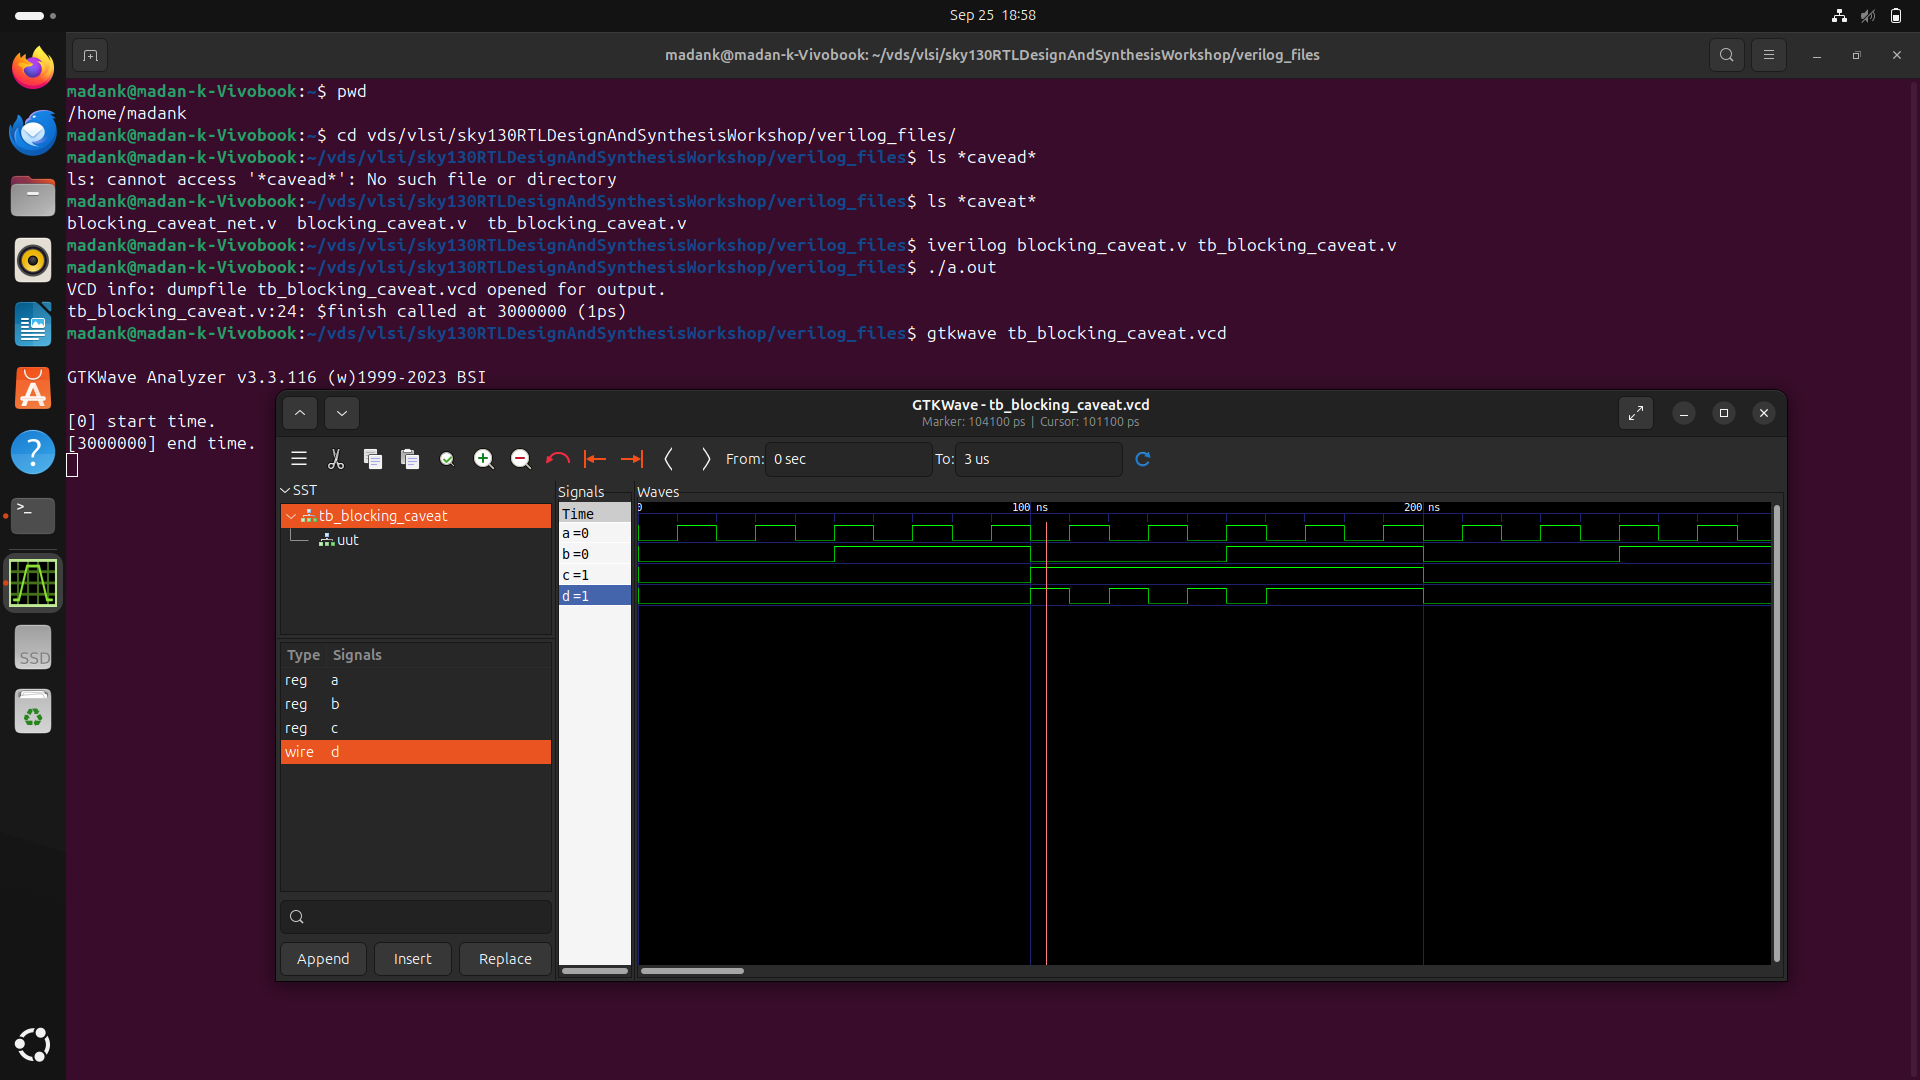 Sep 25 18:58
madank@madan-k-Vivobook: ~/vds/vlsi/sky130RTLDesignAndSynthesisWorkshop/verilog_files
madank@madan-k-Vivobook:~$ pwd
/home/madank
madank@madan-k-Vivobook:~$ cd vds/vlsi/sky130RTLDesignAndSynthesisWorkshop/verilog_files/
madank@madan-k-Vivobook:~/vds/vlsi/sky130RTLDesignAndSynthesisWorkshop/verilog_files$ ls *cavead*
ls: cannot access '*cavead*': No such file or directory
madank@madan-k-Vivobook:~/vds/vlsi/sky130RTLDesignAndSynthesisWorkshop/verilog_files$ ls *caveat*
blocking_caveat_net.v  blocking_caveat.v  tb_blocking_caveat.v
madank@madan-k-Vivobook:~/vds/vlsi/sky130RTLDesignAndSynthesisWorkshop/verilog_files$ iverilog blocking_caveat.v tb_blocking_caveat.v
madank@madan-k-Vivobook:~/vds/vlsi/sky130RTLDesignAndSynthesisWorkshop/verilog_files$ ./a.out
VCD info: dumpfile tb_blocking_caveat.vcd opened for output.
tb_blocking_caveat.v:24: $finish called at 3000000 (1ps)
madank@madan-k-Vivobook:~/vds/vlsi/sky130RTLDesignAndSynthesisWorkshop/verilog_files$ gtkwave tb_blocking_caveat.vcd
GTKWave Analyzer v3.3.116 (w)1999-2023 BSI
[0] start time.
[3000000] end time.
GTKWave - tb_blocking_caveat.vcd
Marker: 104100 ps | Cursor: 101100 ps
From: 0 sec To: 3 us
SST
tb_blocking_caveat
uut
Type Signals
reg a
reg b
reg c
wire d
Append Insert Replace
Signals
Time
a=0
b=0
c=1
d=1
Waves
0 100 ns 200 ns
SSD